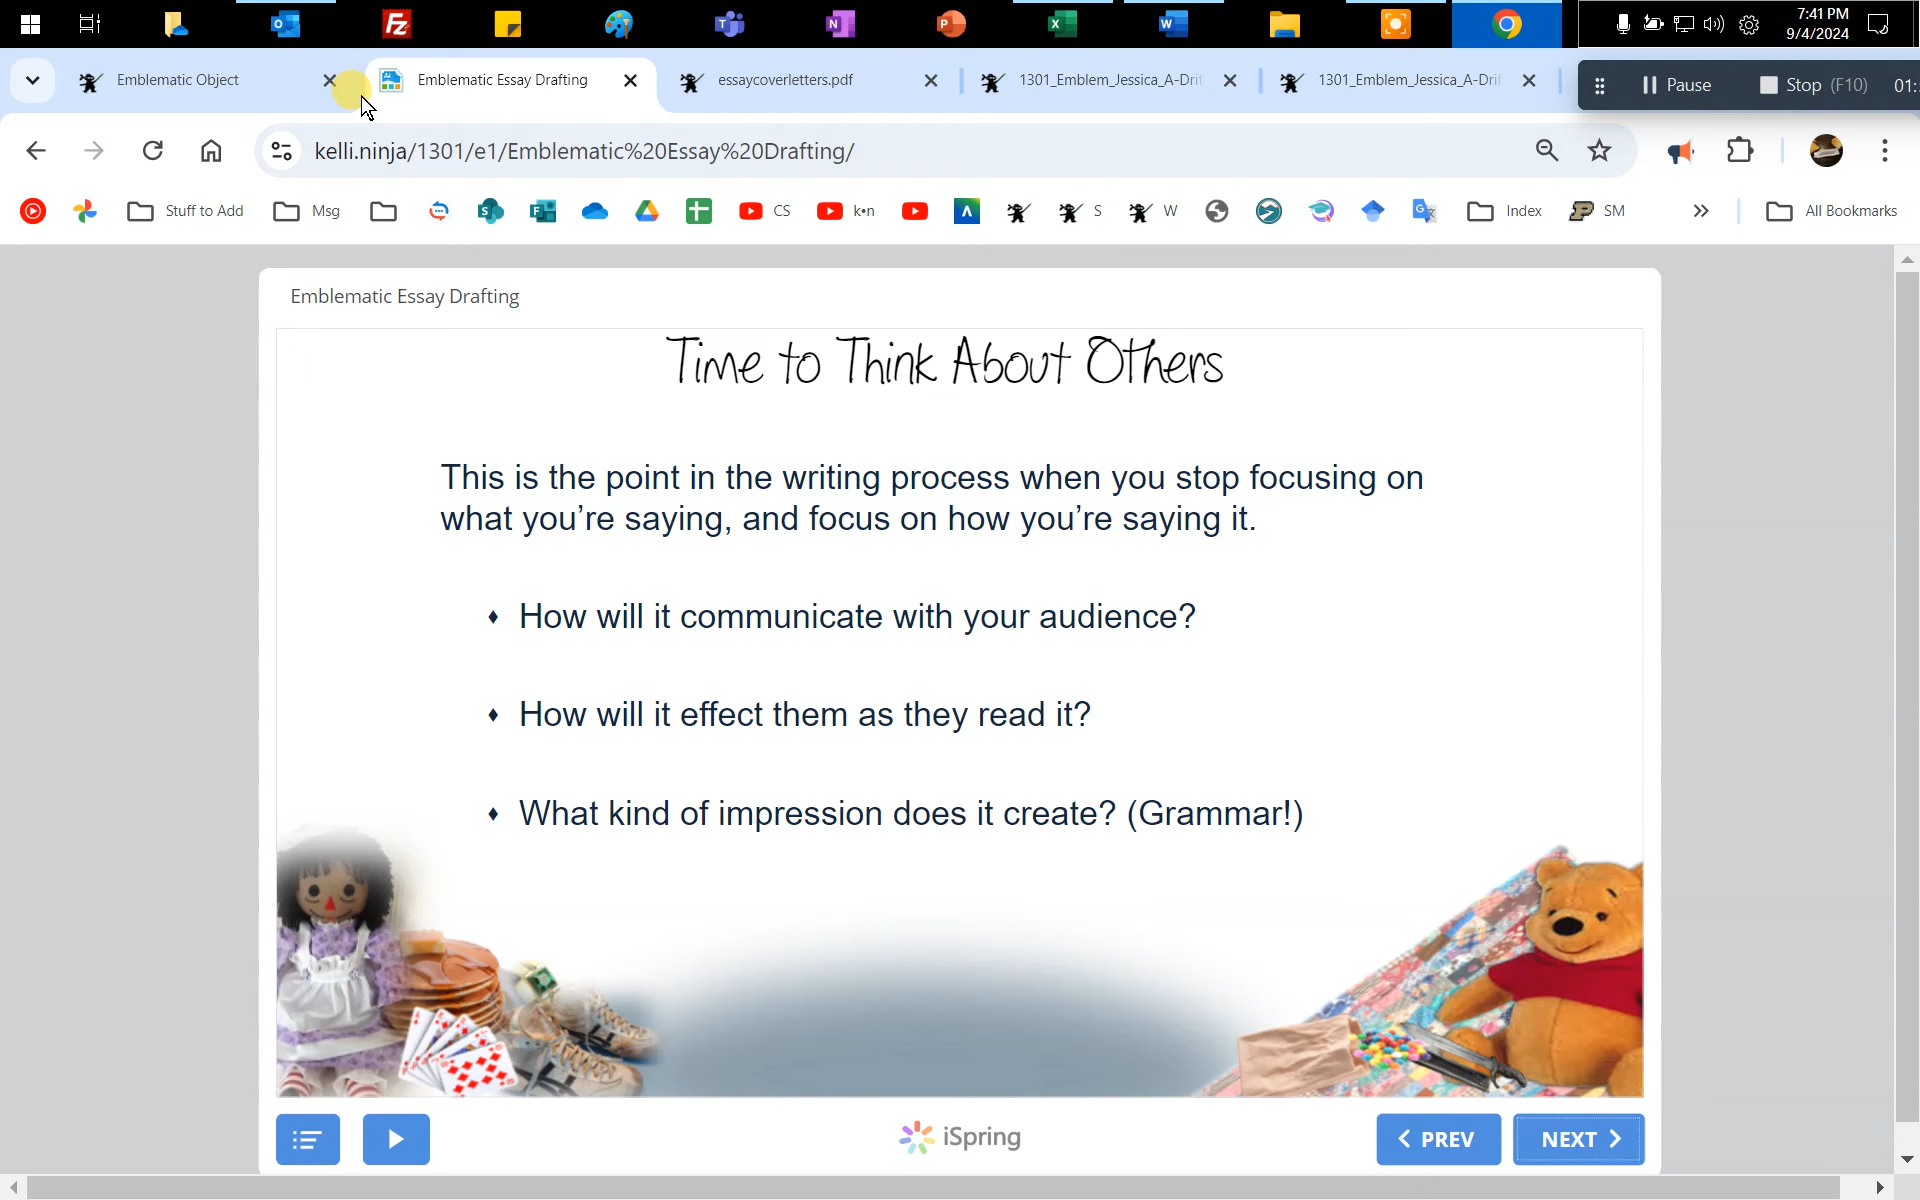 7:41 PM
9/4/2024
Emblematic Object
Emblematic Essay Drafting
essaycoverletters.pdf
1301_Emblem_Jessica_A-Drif
1301_Emblem_Jessica_A-Drif
Pause
Stop (F10)
01:
kelli.ninja/1301/e1/Emblematic%20Essay%20Drafting/
Stuff to Add
Msg
CS
k•n
S
W
Index
SM
All Bookmarks
Emblematic Essay Drafting
Time to Think About Others
This is the point in the writing process when you stop focusing on
what you’re saying, and focus on how you’re saying it.
♦ How will it communicate with your audience?
♦ How will it effect them as they read it?
♦ What kind of impression does it create? (Grammar!)
iSpring
PREV
NEXT